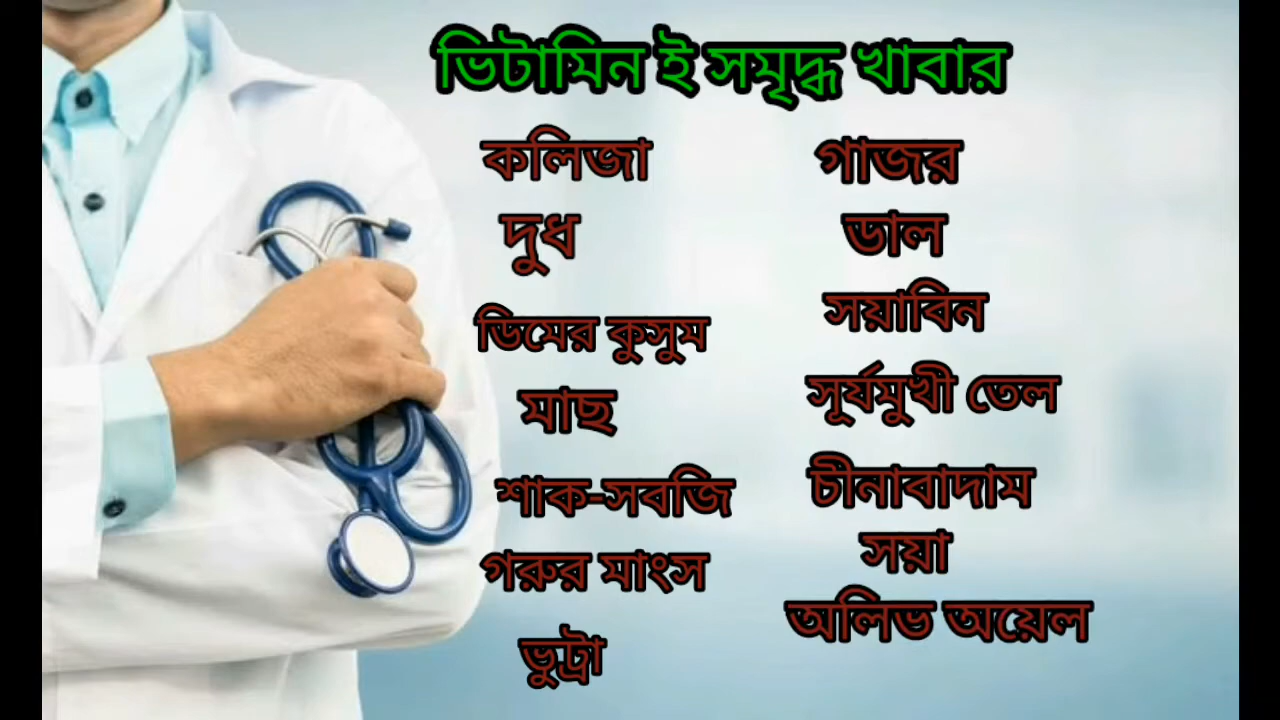 ভিটামিন ই সমৃদ্ধ খাবার
কলিজা
দুধ
ডিমের কুসুম
মাছ
শাক-সবজি
গরুর মাংস
ভুট্রা
গাজর
ডাল
সয়াবিন
সূর্যমুখী তেল
চীনাবাদাম
সয়া
অলিভ অয়েল